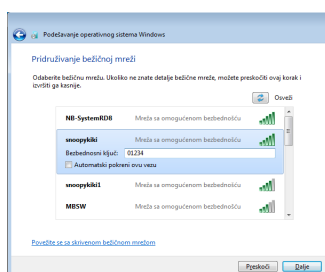 Podešavanje operativnog sistema Windows
Pridruživanje bežičnoj mreži
Odaberite bežičnu mrežu. Ukoliko ne znate detalje bežične mreže, možete preskočiti ovaj korak i
izvršiti ga kasnije.
Osveži
NB-SystemRDB Mreža sa omogućenom bezbednošću
snoopykiki Mreža sa omogućenom bezbednošću
Bezbednosni ključ: 01234
Automatski pokreni ovu vezu
snoopykiki1 Mreža sa omogućenom bezbednošću
MBSW Mreža sa omogućenom bezbednošću
Povežite se sa skrivenom bežičnom mrežom
Preskoči Dalje